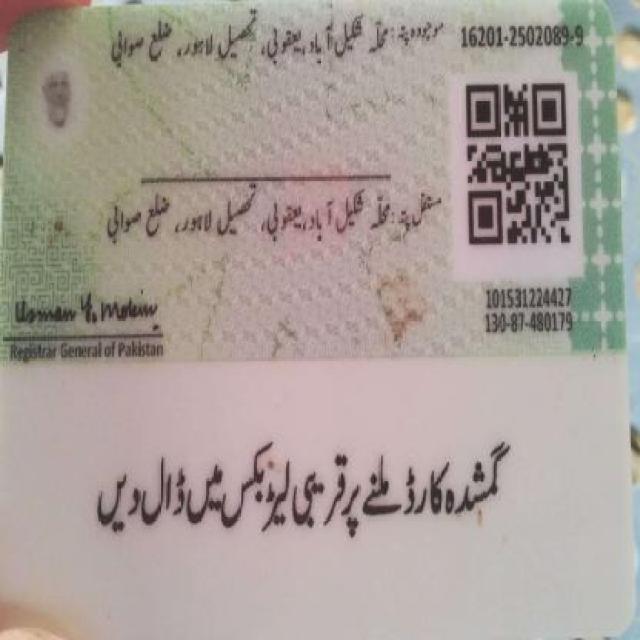 16201-2502089-9
موجودہ پتہ: محلہ شکیل آباد، یعقوبی، تحصیل لاہور، ضلع صوابی
مستقل پتہ: محلہ شکیل آباد، یعقوبی، تحصیل لاہور، ضلع صوابی
101531224427
130-87-480179
Usman Y. Mobin
Registrar General of Pakistan
گمشدہ کارڈ ملنے پر قریبی لیٹر بکس میں ڈال دیں